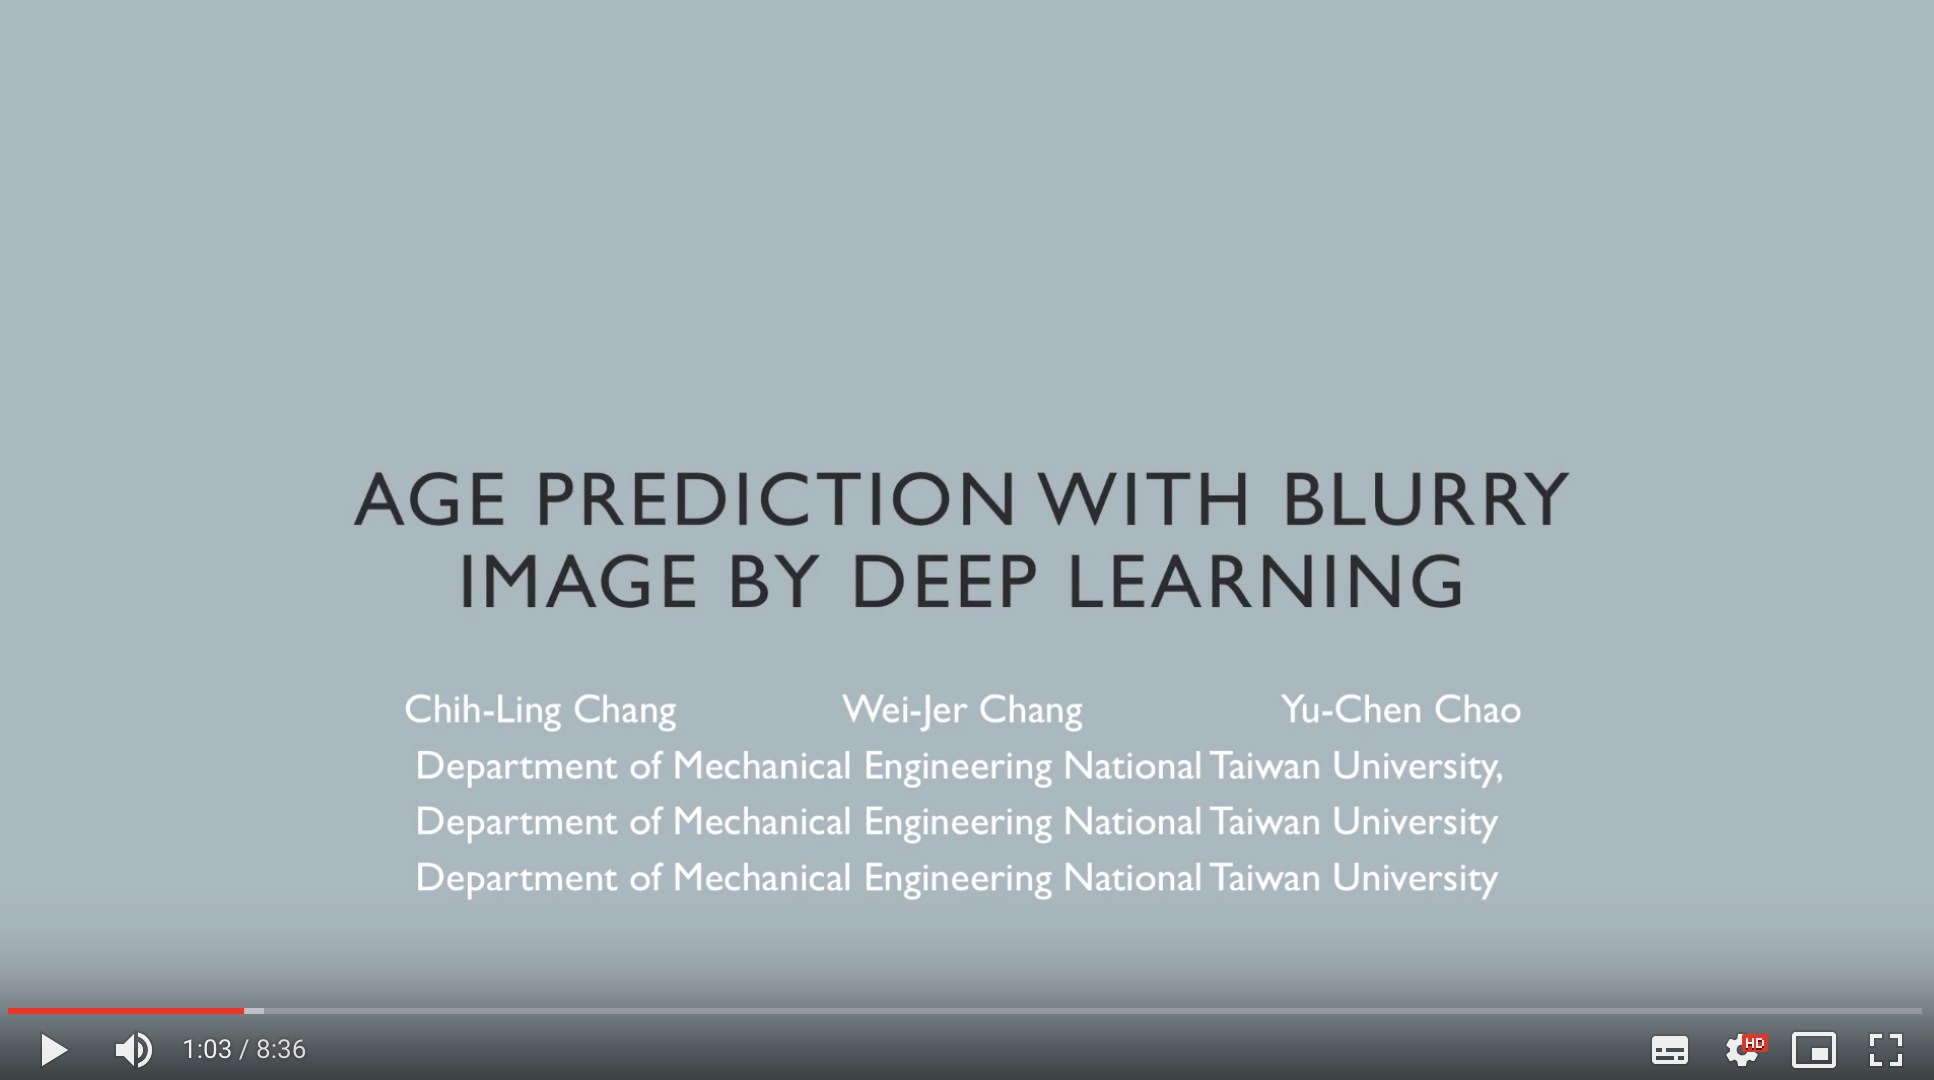 AGE PREDICTION WITH BLURRY
IMAGE BY DEEP LEARNING
Chih-Ling Chang Wei-Jer Chang Yu-Chen Chao
Department of Mechanical Engineering National Taiwan University,
Department of Mechanical Engineering National Taiwan University
Department of Mechanical Engineering National Taiwan University
1:03 / 8:36
HD